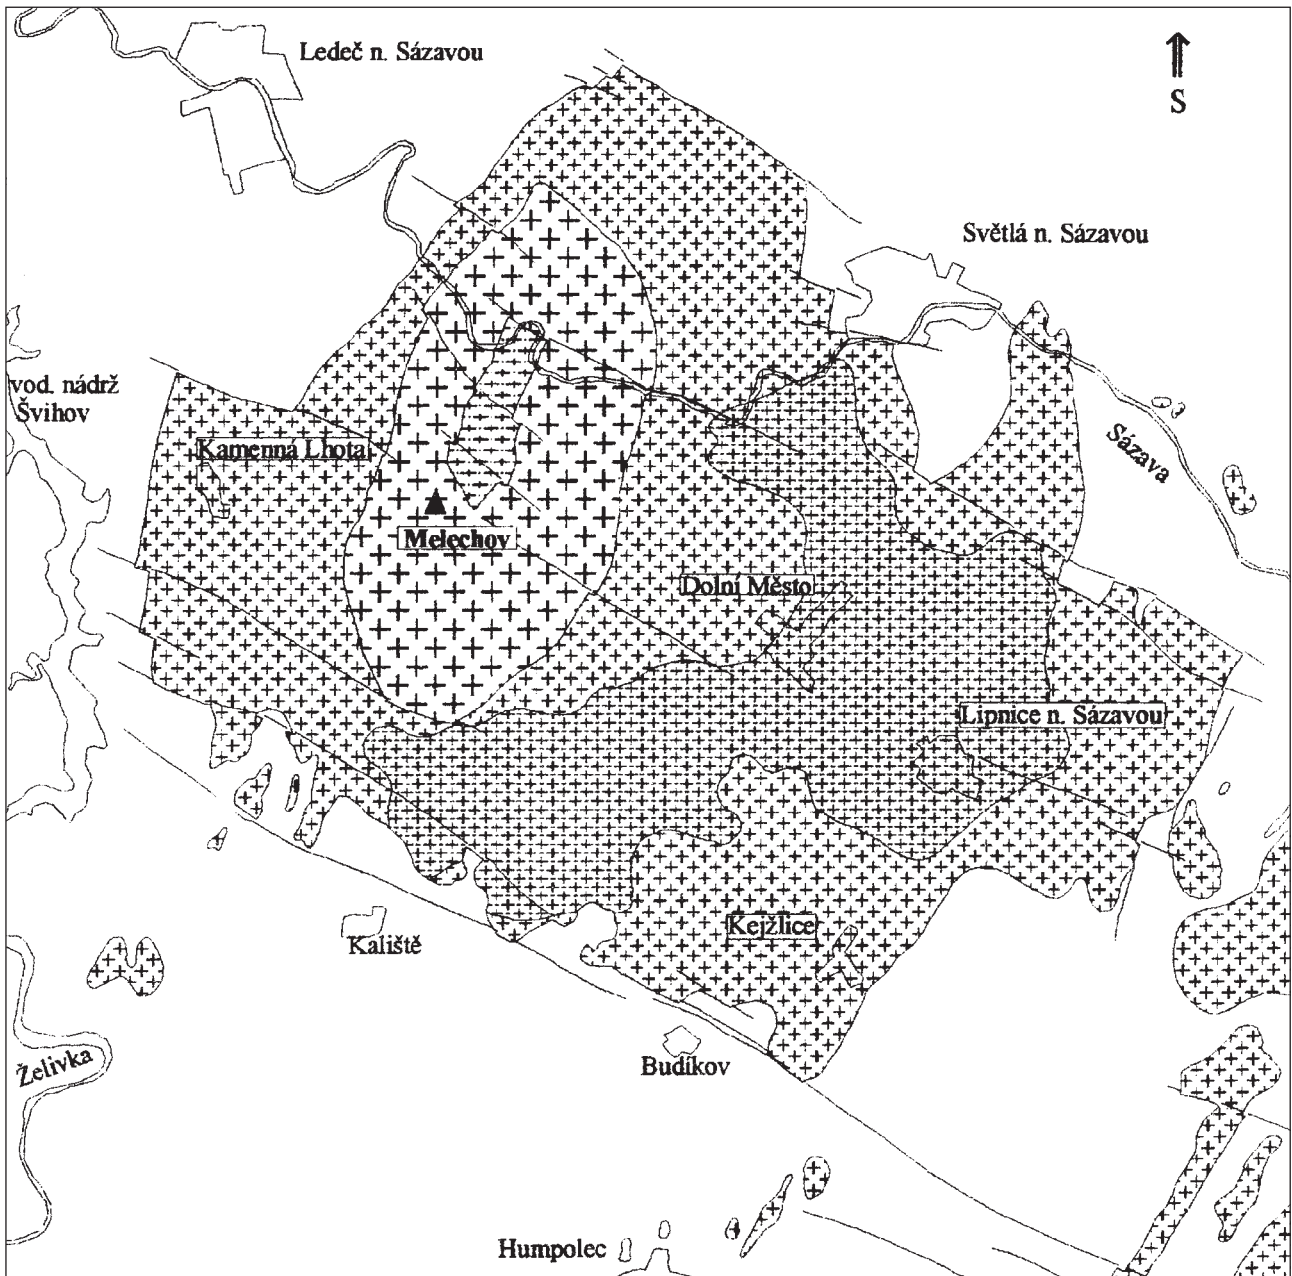 Ledeč n. Sázavou
S
Světlá n. Sázavou
vod. nádrž
Švihov
Kamenná Lhota
Sázava
Melechov
Dolní Město
Lipnice n. Sázavou
Kejžlice
Kaliště
Želivka
Budíkov
Humpolec